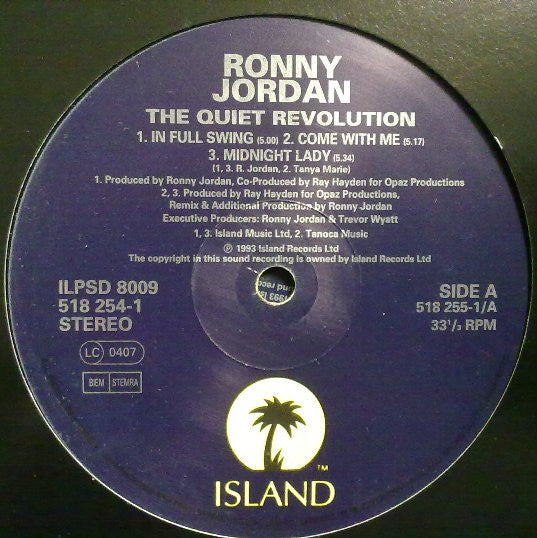 RONNY
JORDAN
THE QUIET REVOLUTION
1. IN FULL SWING (5.00) 2. COME WITH ME (5.17)
3. MIDNIGHT LADY (5.34)
(1, 3. R. Jordan, 2. Tanya Marie)
1. Produced by Ronny Jordan, Co-Produced by Ray Hayden for Opaz Productions
2, 3. Produced by Ray Hayden for Opaz Productions,
Remix & Additional Production by Ronny Jordan
Executive Producers: Ronny Jordan & Trevor Wyatt
1, 3. Island Music Ltd, 2. Tanoca Music
℗ 1993 Island Records Ltd
The copyright in this sound recording is owned by Island Records Ltd
ILPSD 8009
518 254-1
STEREO
LC 0407
BIEM STEMRA
SIDE A
518 255-1/A
33 1/3 RPM
TM
ISLAND